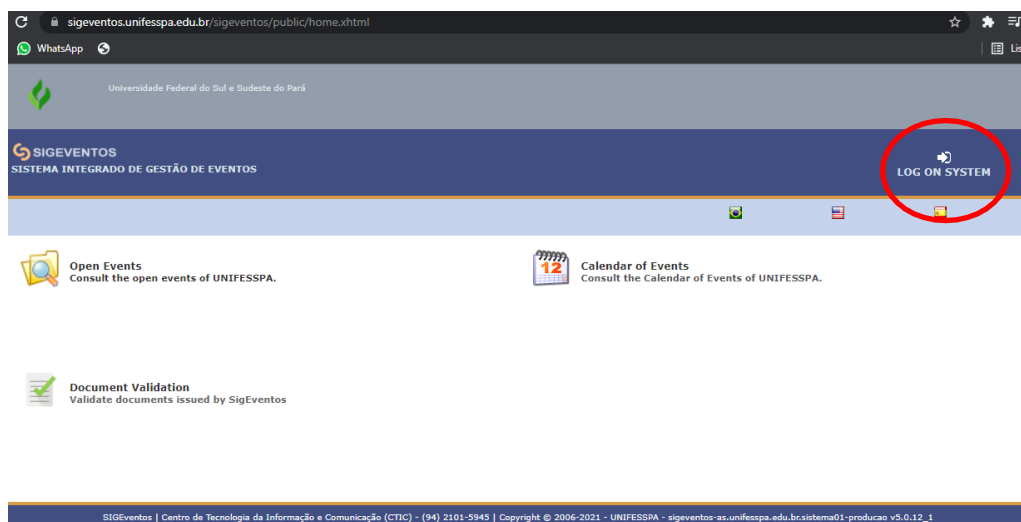 sigeventos.unifesspa.edu.br/sigeventos/public/home.xhtml
WhatsApp
Lis
Universidade Federal do Sul e Sudeste do Pará
SIGEVENTOS
SISTEMA INTEGRADO DE GESTÃO DE EVENTOS
LOG ON SYSTEM
Open Events
Consult the open events of UNIFESSPA.
12
Calendar of Events
Consult the Calendar of Events of UNIFESSPA.
Document Validation
Validate documents issued by SigEventos
SIGEventos | Centro de Tecnologia da Informação e Comunicação (CTIC) - (94) 2101-5945 | Copyright © 2006-2021 - UNIFESSPA - sigeventos-as.unifesspa.edu.br.sistema01-producao v5.0.12_1